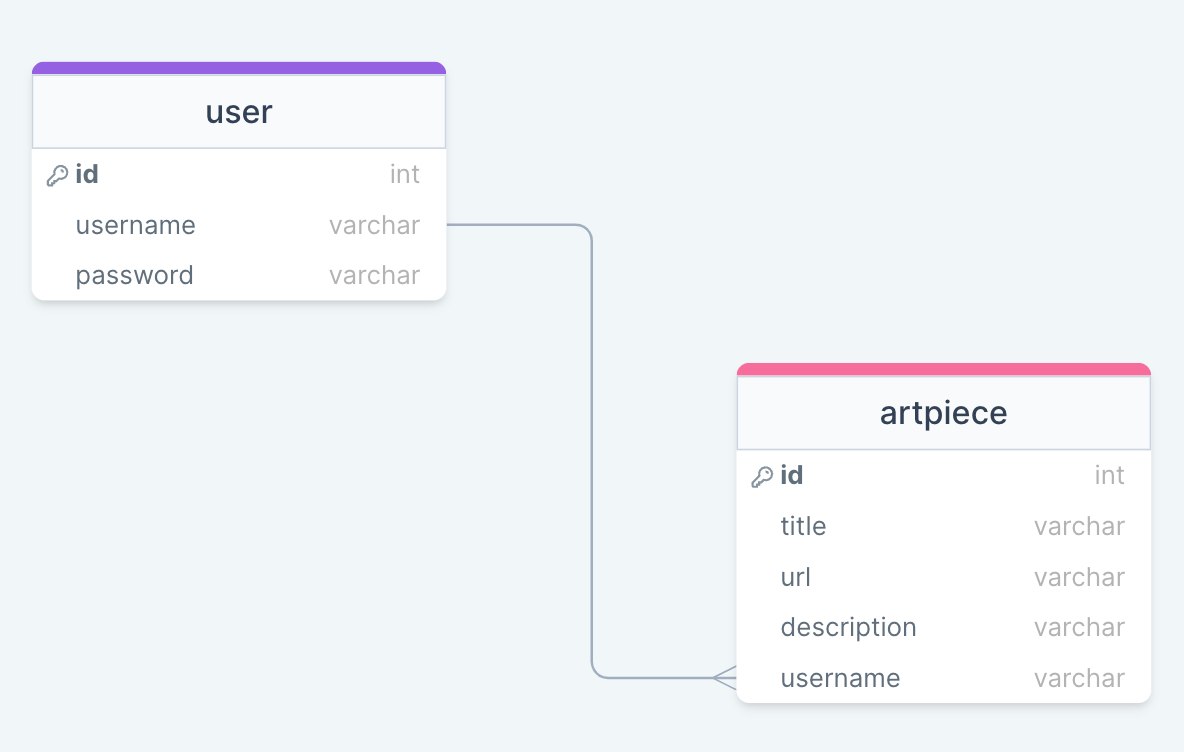 user
id int
username varchar
password varchar
artpiece
id int
title varchar
url varchar
description varchar
username varchar